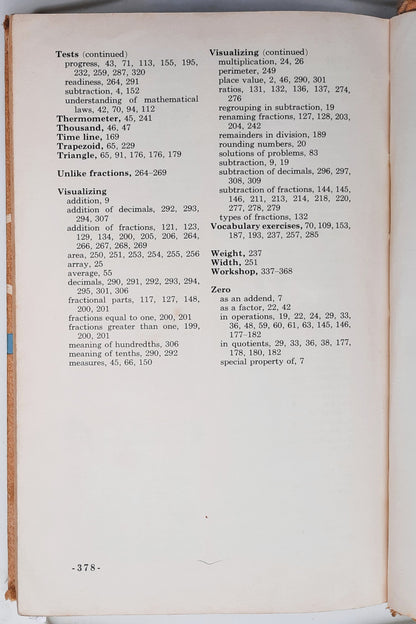 Tests (continued)
progress, 43, 71, 113, 155, 195,
232, 259, 287, 320
readiness, 264, 291
subtraction, 4, 152
understanding of mathematical
laws, 42, 70, 94, 112
Thermometer, 45, 241
Thousand, 46, 47
Time line, 169
Trapezoid, 65, 229
Triangle, 65, 91, 176, 176, 179
Unlike fractions, 264–269
Visualizing
addition, 9
addition of decimals, 292, 293,
294, 307
addition of fractions, 121, 123,
129, 134, 200, 205, 206, 264,
266, 267, 268, 269
area, 250, 251, 253, 254, 255, 256
array, 25
average, 55
decimals, 290, 291, 292, 293, 294,
295, 301, 306
fractional parts, 117, 127, 148,
200, 201
fractions equal to one, 200, 201
fractions greater than one, 199,
200, 201
meaning of hundredths, 306
meaning of tenths, 290, 292
measures, 45, 66, 150
Visualizing (continued)
multiplication, 24, 26
perimeter, 249
place value, 2, 46, 290, 301
ratios, 131, 132, 136, 137, 274,
276
regrouping in subtraction, 19
renaming fractions, 127, 128, 203,
204, 242
remainders in division, 189
rounding numbers, 20
solutions of problems, 83
subtraction, 9, 19
subtraction of decimals, 296, 297,
308, 309
subtraction of fractions, 144, 145,
146, 211, 213, 214, 218, 220,
277, 278, 279
types of fractions, 132
Vocabulary exercises, 70, 109, 153,
187, 193, 237, 257, 285
Weight, 237
Width, 251
Workshop, 337–368
Zero
as an addend, 7
as a factor, 22, 42
in operations, 19, 22, 24, 29, 33,
36, 48, 59, 60, 61, 63, 145, 146,
177–182
in quotients, 29, 33, 36, 38, 177,
178, 180, 182
special property of, 7
-378-